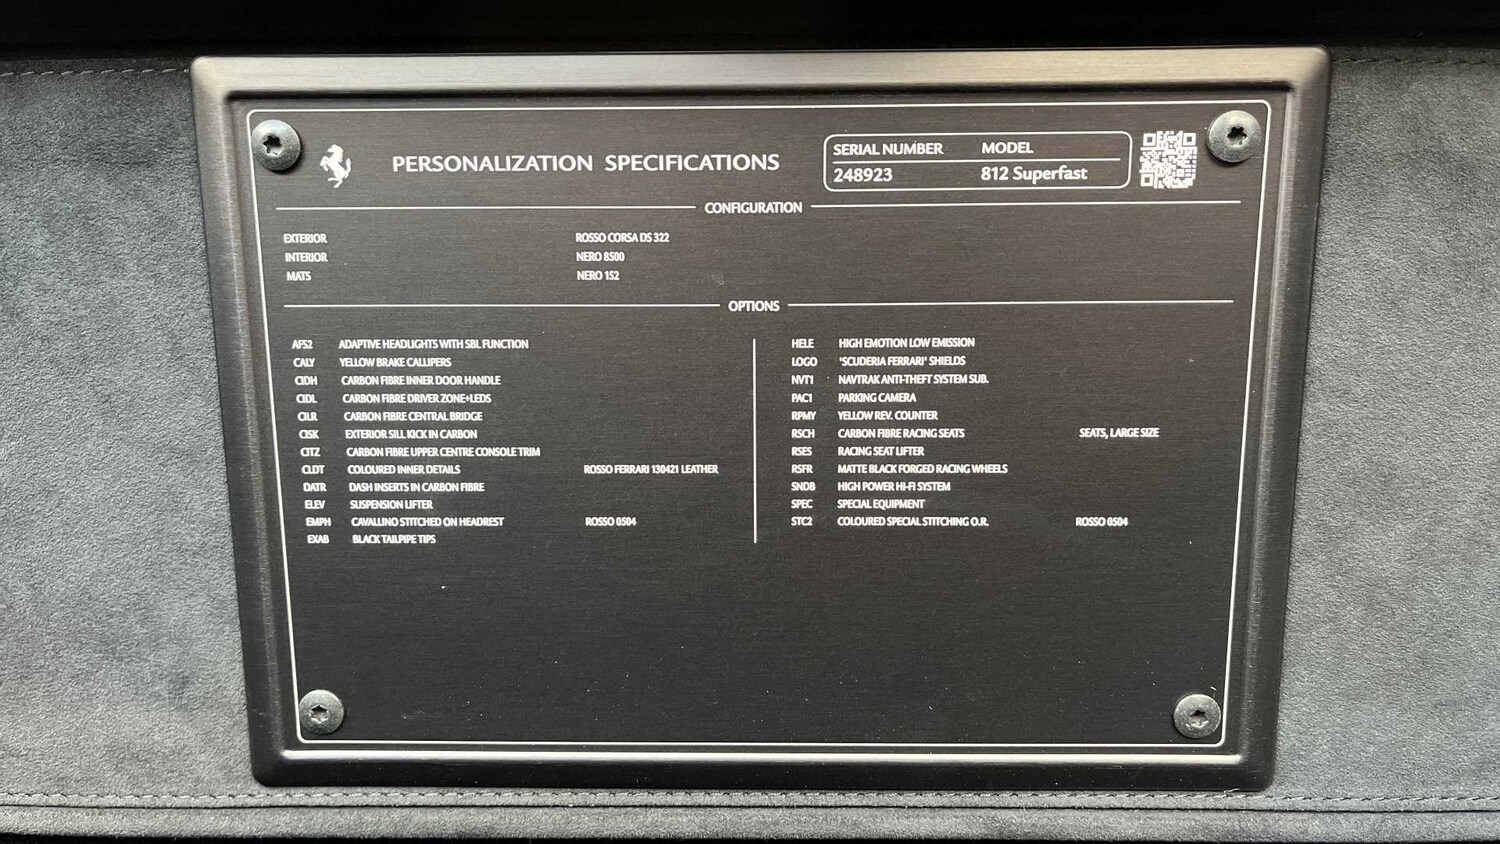 PERSONALIZATION SPECIFICATIONS
SERIAL NUMBER MODEL
248923 812 Superfast
CONFIGURATION
EXTERIOR ROSSO CORSA DS 322
INTERIOR NERO 8500
MATS NERO 152
OPTIONS
AFS2 ADAPTIVE HEADLIGHTS WITH SBL FUNCTION
CALY YELLOW BRAKE CALLIPERS
CIDH CARBON FIBRE INNER DOOR HANDLE
CIDL CARBON FIBRE DRIVER ZONE+LEDS
CILR CARBON FIBRE CENTRAL BRIDGE
CISK EXTERIOR SILL KICK IN CARBON
CITZ CARBON FIBRE UPPER CENTRE CONSOLE TRIM
CLDT COLOURED INNER DETAILS ROSSO FERRARI 130421 LEATHER
DATR DASH INSERTS IN CARBON FIBRE
ELEV SUSPENSION LIFTER
EMPH CAVALLINO STITCHED ON HEADREST ROSSO 0504
EXAB BLACK TAILPIPE TIPS
HELE HIGH EMOTION LOW EMISSION
LOGO 'SCUDERIA FERRARI' SHIELDS
NVT1 NAVTRAK ANTI-THEFT SYSTEM SUB.
PAC1 PARKING CAMERA
RPMY YELLOW REV. COUNTER
RSCH CARBON FIBRE RACING SEATS SEATS, LARGE SIZE
RSES RACING SEAT LIFTER
RSFR MATTE BLACK FORGED RACING WHEELS
SNDB HIGH POWER HI-FI SYSTEM
SPEC SPECIAL EQUIPMENT
STC2 COLOURED SPECIAL STITCHING O.R. ROSSO 0504